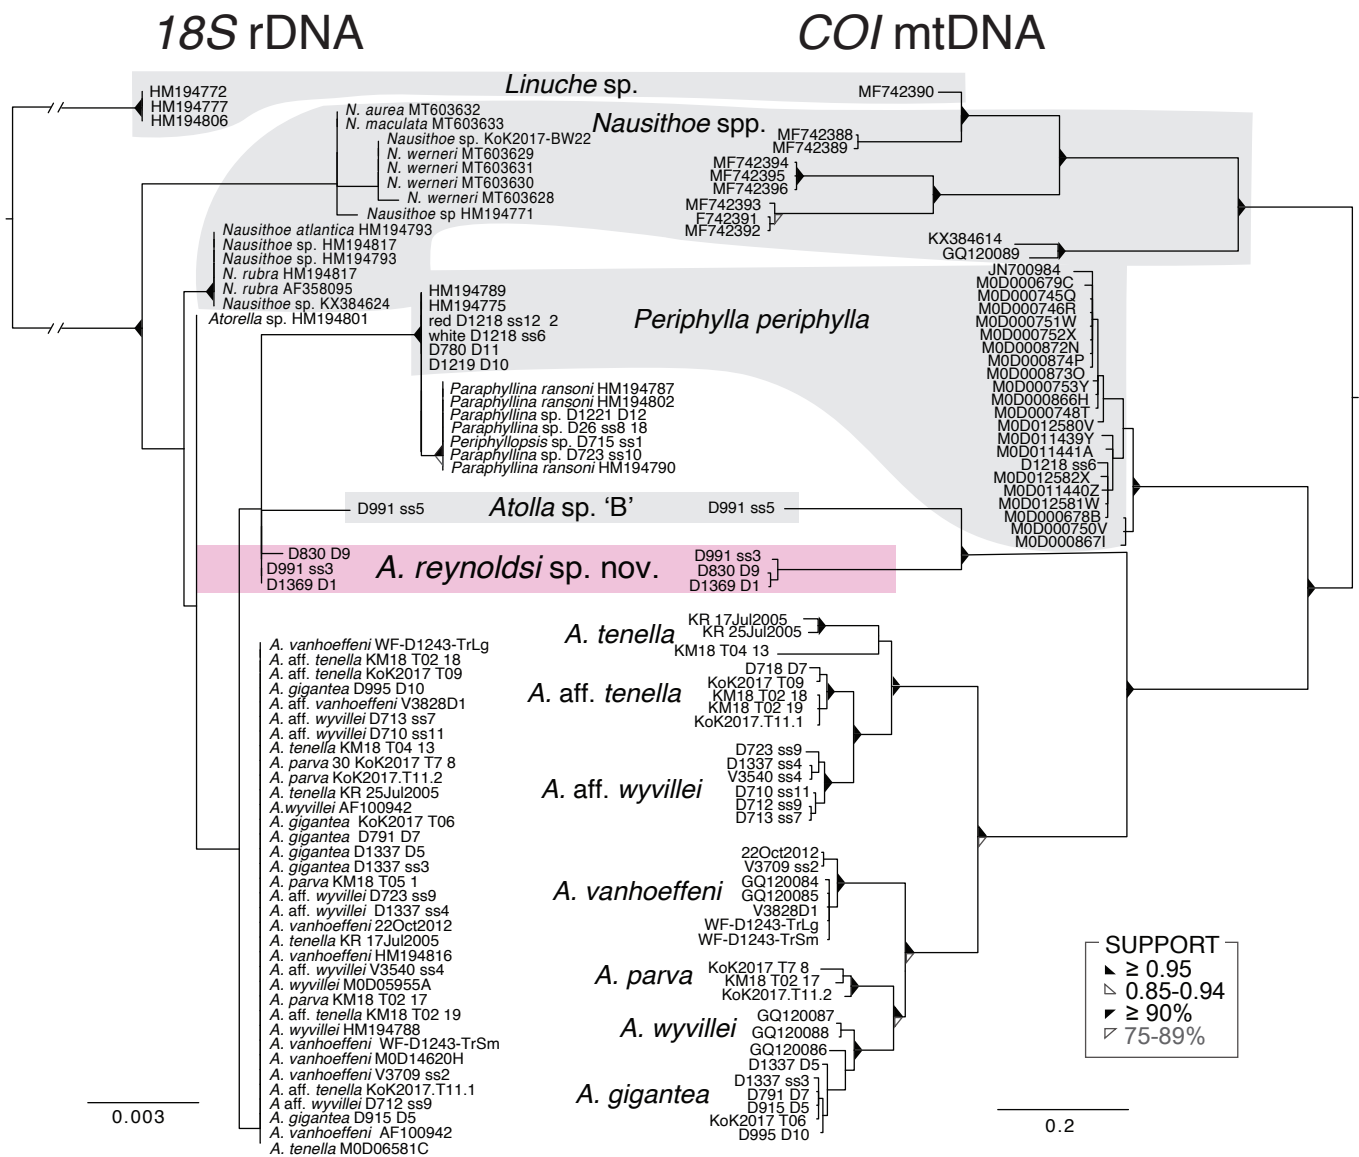 18S rDNA
COI mtDNA
Linuche sp.
HM194772
HM194777
HM194806
MF742390
Nausithoe spp.
N. aurea MT603632
N. maculata MT603633
Nausithoe sp. KoK2017-BW22
N. werneri MT603629
N. werneri MT603631
N. werneri MT603630
N. werneri MT603628
Nausithoe sp HM194771
Nausithoe atlantica HM194793
Nausithoe sp. HM194817
Nausithoe sp. HM194793
N. rubra HM194817
N. rubra AF358095
Nausithoe sp. KX384624
Atorella sp. HM194801
MF742388
MF742389
MF742394
MF742395
MF742396
MF742393
F742391
MF742392
KX384614
GQ120089
Periphylla periphylla
HM194789
HM194775
red D1218 ss12 2
white D1218 ss6
D780 D11
D1219 D10
Paraphyllina ransoni HM194787
Paraphyllina ransoni HM194802
Paraphyllina sp. D1221 D12
Paraphyllina sp. D26 ss8 18
Periphyllopsis sp. D715 ss1
Paraphyllina sp. D723 ss10
Paraphyllina ransoni HM194790
JN700984
M0D000679C
M0D000745Q
M0D000746R
M0D000751W
M0D000752X
M0D000872N
M0D000874P
M0D000873O
M0D000753Y
M0D000866H
M0D000748T
M0D012580V
M0D011439Y
M0D011441A
D1218 ss6
M0D012582X
M0D011440Z
M0D012581W
M0D000678B
M0D000750V
M0D000867I
D991 ss5
Atolla sp. ‘B’
D991 ss5
D830 D9
D991 ss3
D1369 D1
A. reynoldsi sp. nov.
D991 ss3
D830 D9
D1369 D1
A. vanhoeffeni WF-D1243-TrLg
A. aff. tenella KM18 T02 18
A. aff. tenella KoK2017 T09
A. gigantea D995 D10
A. aff. vanhoeffeni V3828D1
A. aff. wyvillei D713 ss7
A. aff. wyvillei D710 ss11
A. tenella KM18 T04 13
A. parva 30 KoK2017 T7 8
A. parva KoK2017.T11.2
A. tenella KR 25Jul2005
A.wyvillei AF100942
A. gigantea KoK2017 T06
A. gigantea D791 D7
A. gigantea D1337 D5
A. gigantea D1337 ss3
A. parva KM18 T05 1
A. aff. wyvillei D723 ss9
A. aff. wyvillei D1337 ss4
A. vanhoeffeni 22Oct2012
A. tenella KR 17Jul2005
A. vanhoeffeni HM194816
A. aff. wyvillei V3540 ss4
A. wyvillei M0D05955A
A. parva KM18 T02 17
A. aff. tenella KM18 T02 19
A. wyvillei HM194788
A. vanhoeffeni WF-D1243-TrSm
A. vanhoeffeni M0D14620H
A. vanhoeffeni V3709 ss2
A. aff. tenella KoK2017.T11.1
A aff. wyvillei D712 ss9
A. gigantea D915 D5
A. vanhoeffeni AF100942
A. tenella M0D06581C
A. tenella
KR 17Jul2005
KR 25Jul2005
KM18 T04 13
A. aff. tenella
D718 D7
KoK2017 T09
KM18 T02 18
KM18 T02 19
KoK2017.T11.1
A. aff. wyvillei
D723 ss9
D1337 ss4
V3540 ss4
D710 ss11
D712 ss9
D713 ss7
A. vanhoeffeni
22Oct2012
V3709 ss2
GQ120084
GQ120085
V3828D1
WF-D1243-TrLg
WF-D1243-TrSm
A. parva
KoK2017 T7 8
KM18 T02 17
KoK2017.T11.2
A. wyvillei
GQ120087
GQ120088
A. gigantea
GQ120086
D1337 D5
D1337 ss3
D791 D7
D915 D5
KoK2017 T06
D995 D10
SUPPORT
≥ 0.95
0.85-0.94
≥ 90%
75-89%
0.003
0.2